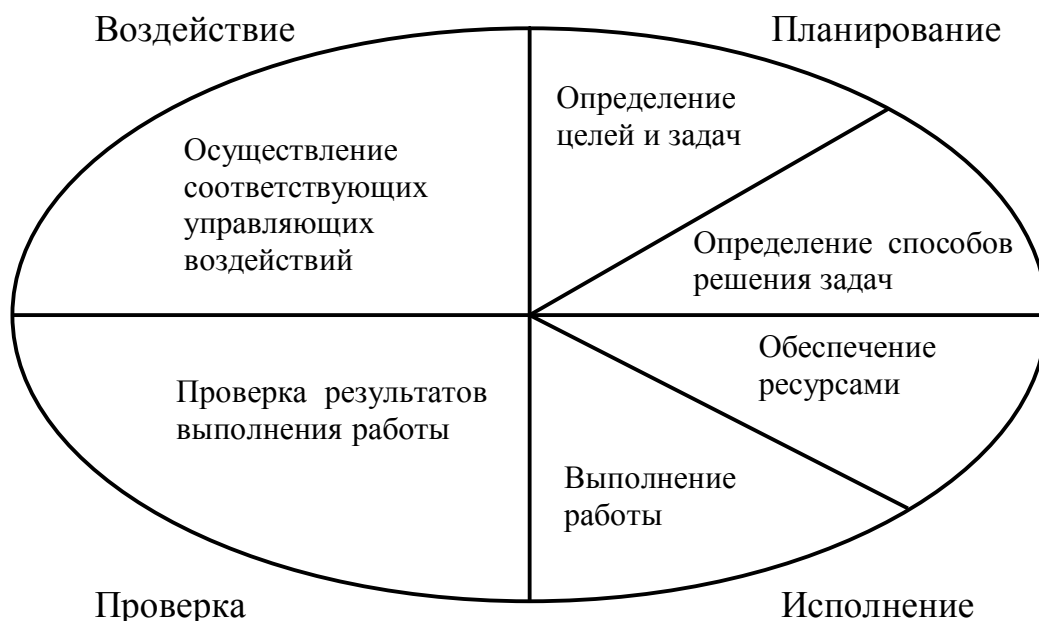 Воздействие
Планирование
Определение
целей и задач
Осуществление
соответствующих
управляющих
воздействий
Определение способов
решения задач
Обеспечение
ресурсами
Проверка результатов
выполнения работы
Выполнение
работы
Проверка
Исполнение